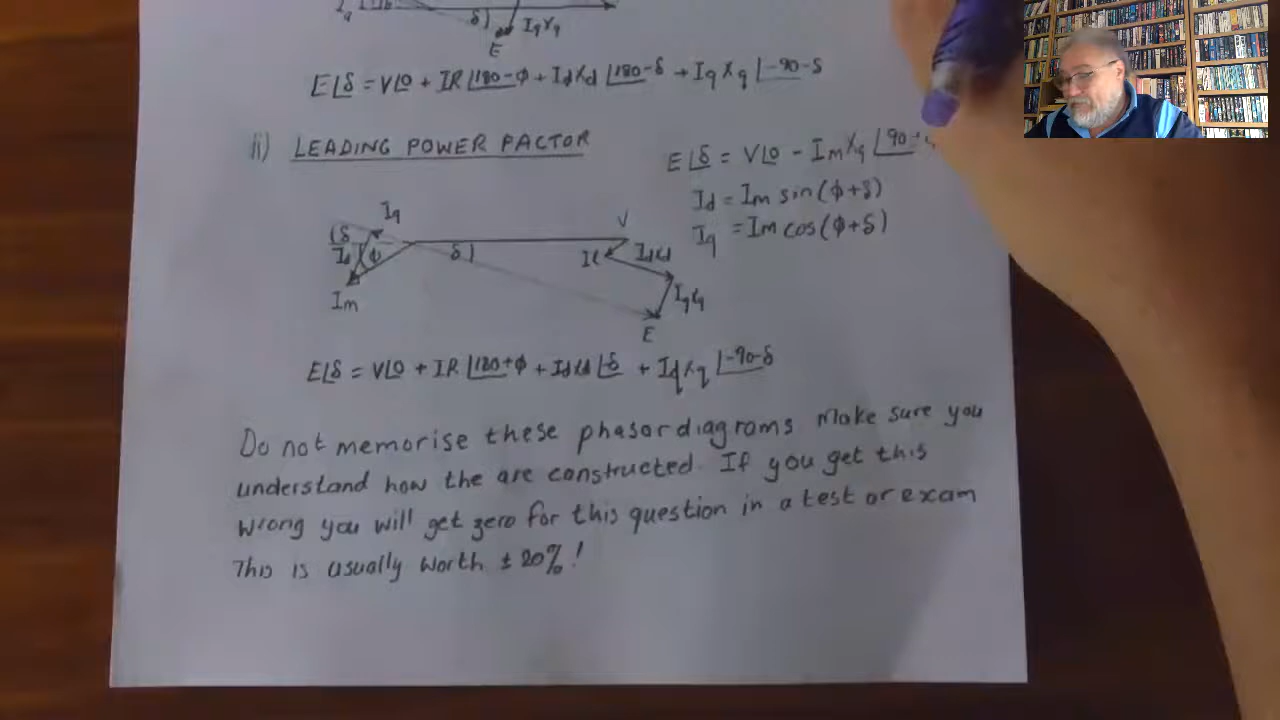 Iq
δ) IqXq
E
E∠δ = V∠0 + IR∠180-φ + IdXd∠180-δ + IqXq∠-90-δ
ii) LEADING POWER FACTOR
E∠δ = V∠0 - ImXq∠90+
Id = Im sin(φ+δ)
Iq = Im cos(φ+δ)
Iq V
δ δ) IR IdXd
Id φ
Im IqXq
E
E∠δ = V∠0 + IR∠180+φ + IdXd∠-δ + IqXq∠-90-δ
Do not memorise these phasor diagrams Make sure you
understand how the are constructed. If you get this
wrong you will get zero for this question in a test or exam
This is usually worth ± 20%!